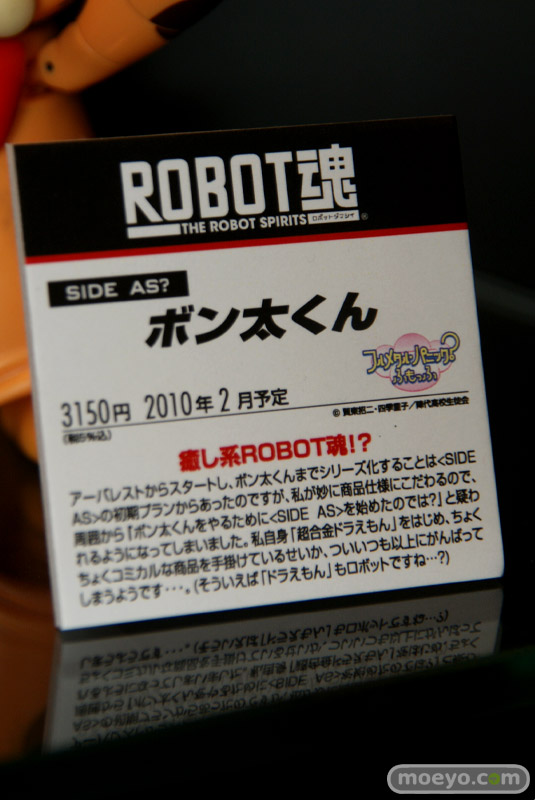 ROBOT魂
THE ROBOT SPIRITS ロボットダマシイ ®
SIDE AS?
ボン太くん
フルメタル・パニック?
ふもっふ
3150円 2010年 2月予定
(税5%込)
© 賀東招二・四季童子/陣代高校生徒会
癒し系ROBOT魂!?
アーバレストからスタートし、ボン太くんまでシリーズ化することは<SIDE
AS>の初期プランからあったのですが、私が妙に商品仕様にこだわるので、
周囲から「ボン太くんをやるために<SIDE AS>を始めたのでは?」と疑わ
れるようになってしまいました。私自身「超合金ドラえもん」をはじめ、ちょく
ちょくコミカルな商品を手掛けているせいか、ついついつも以上にがんばって
しまうようです・・・。(そういえば「ドラえもん」もロボットですね…?)
moeyo.com